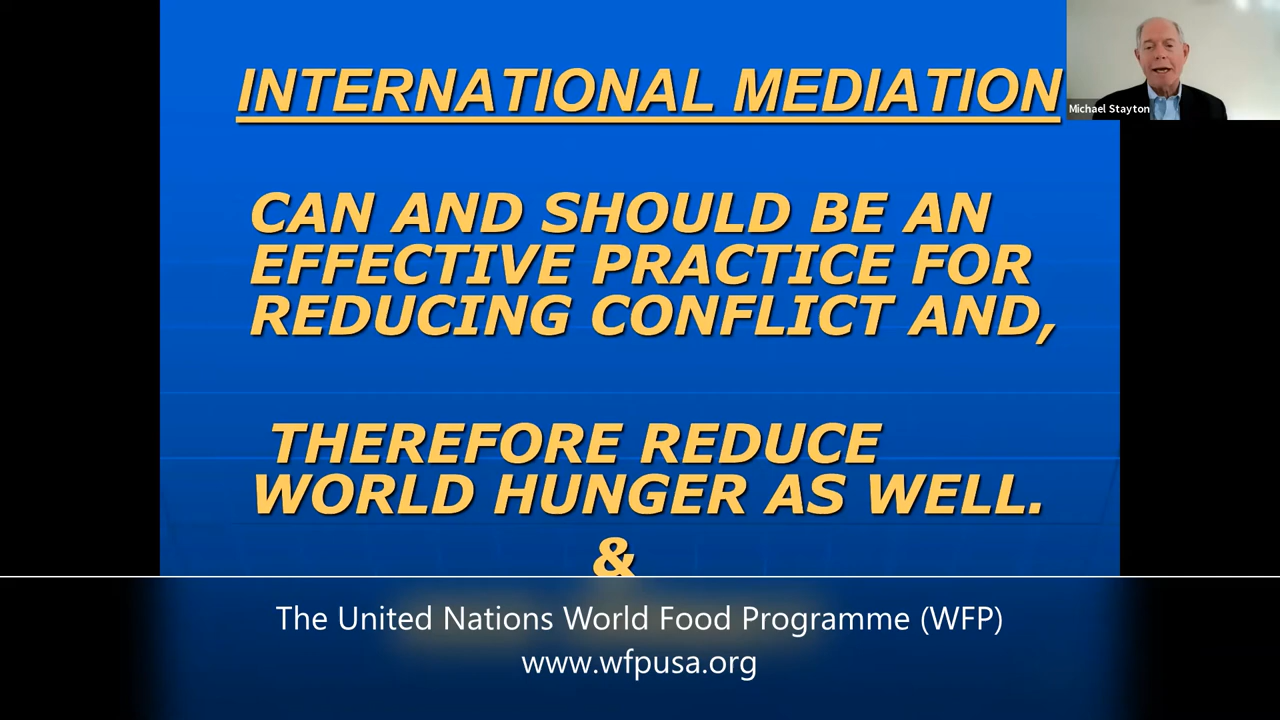 INTERNATIONAL MEDIATION
Michael Stayton
CAN AND SHOULD BE AN
EFFECTIVE PRACTICE FOR
REDUCING CONFLICT AND,
THEREFORE REDUCE
WORLD HUNGER AS WELL.
&
The United Nations World Food Programme (WFP)
www.wfpusa.org